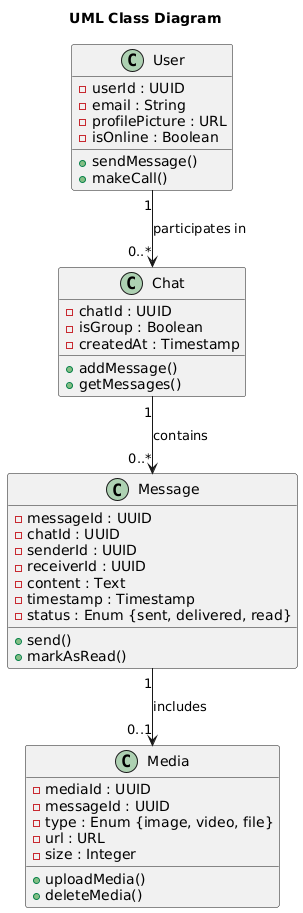 UML Class Diagram
C User
userId : UUID
email : String
profilePicture : URL
isOnline : Boolean
sendMessage()
makeCall()
1
participates in
0..*
C Chat
chatId : UUID
isGroup : Boolean
createdAt : Timestamp
addMessage()
getMessages()
1
contains
0..*
C Message
messageId : UUID
chatId : UUID
senderId : UUID
receiverId : UUID
content : Text
timestamp : Timestamp
status : Enum {sent, delivered, read}
send()
markAsRead()
1
includes
0..1
C Media
mediaId : UUID
messageId : UUID
type : Enum {image, video, file}
url : URL
size : Integer
uploadMedia()
deleteMedia()